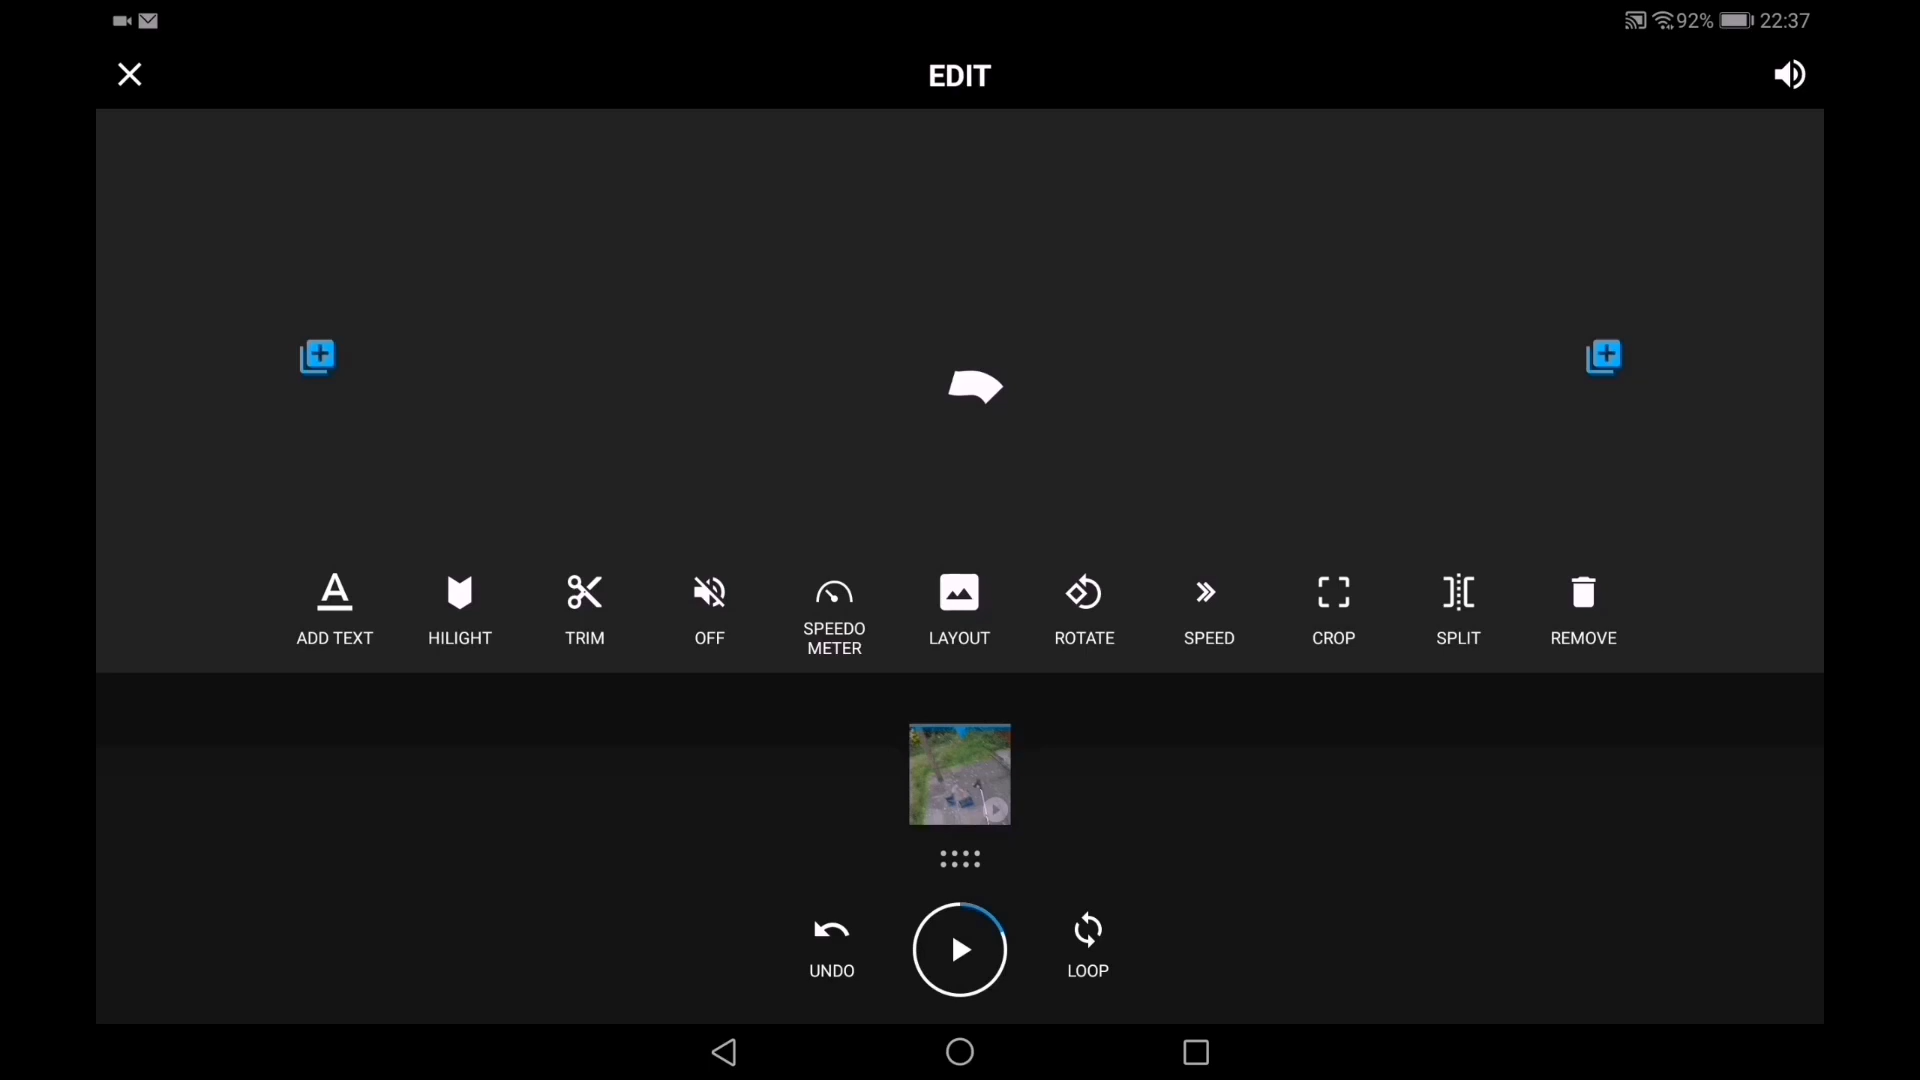 92% 22:37
EDIT
ADD TEXT HILIGHT TRIM OFF SPEEDO METER LAYOUT ROTATE SPEED CROP SPLIT REMOVE
UNDO LOOP